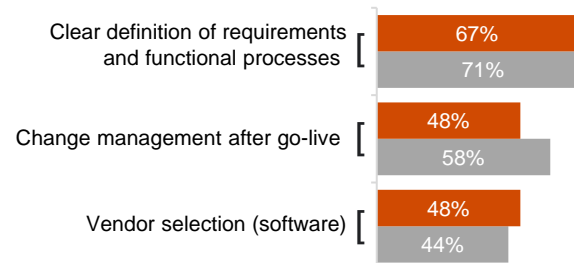 Clear definition of requirements
and functional processes
67%
71%
Change management after go-live
48%
58%
Vendor selection (software)
48%
44%